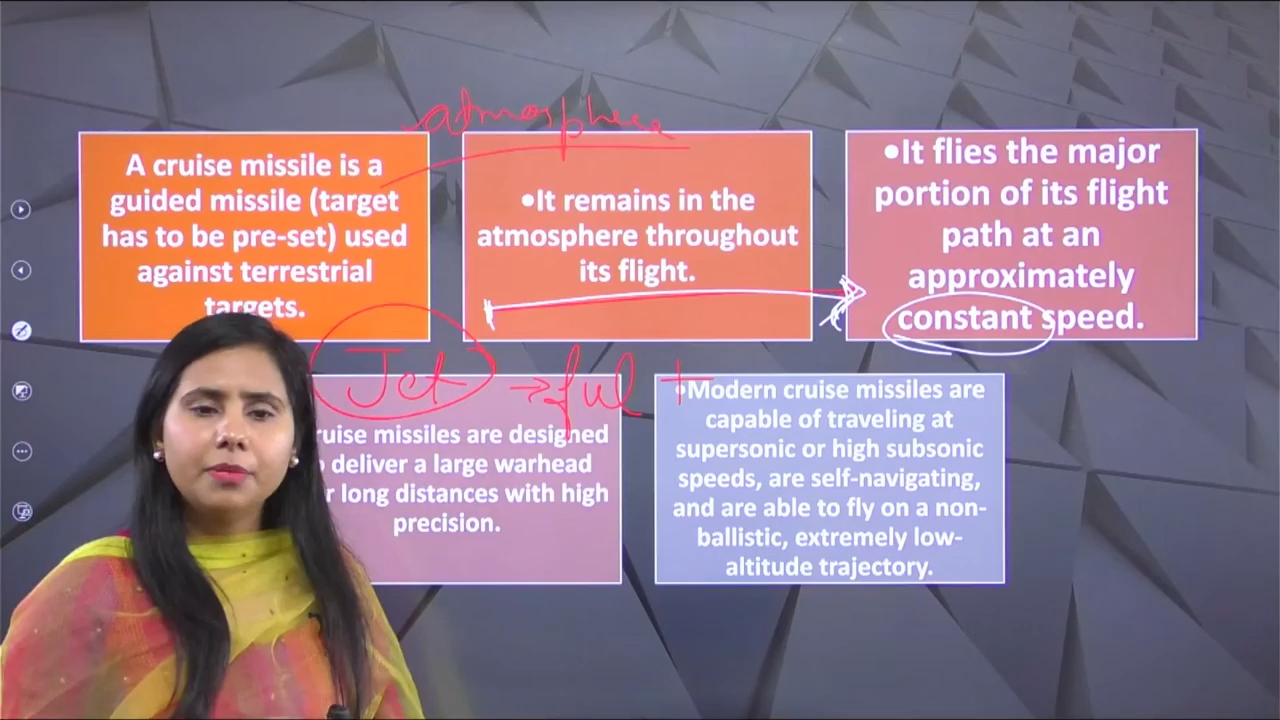 atmosphere
A cruise missile is a
guided missile (target
has to be pre-set) used
against terrestrial
targets.
•It remains in the
atmosphere throughout
its flight.
•It flies the major
portion of its flight
path at an
approximately
constant speed.
Jet → ful +
ruise missiles are designed
deliver a large warhead
r long distances with high
precision.
•Modern cruise missiles are
capable of traveling at
supersonic or high subsonic
speeds, are self-navigating,
and are able to fly on a non-
ballistic, extremely low-
altitude trajectory.